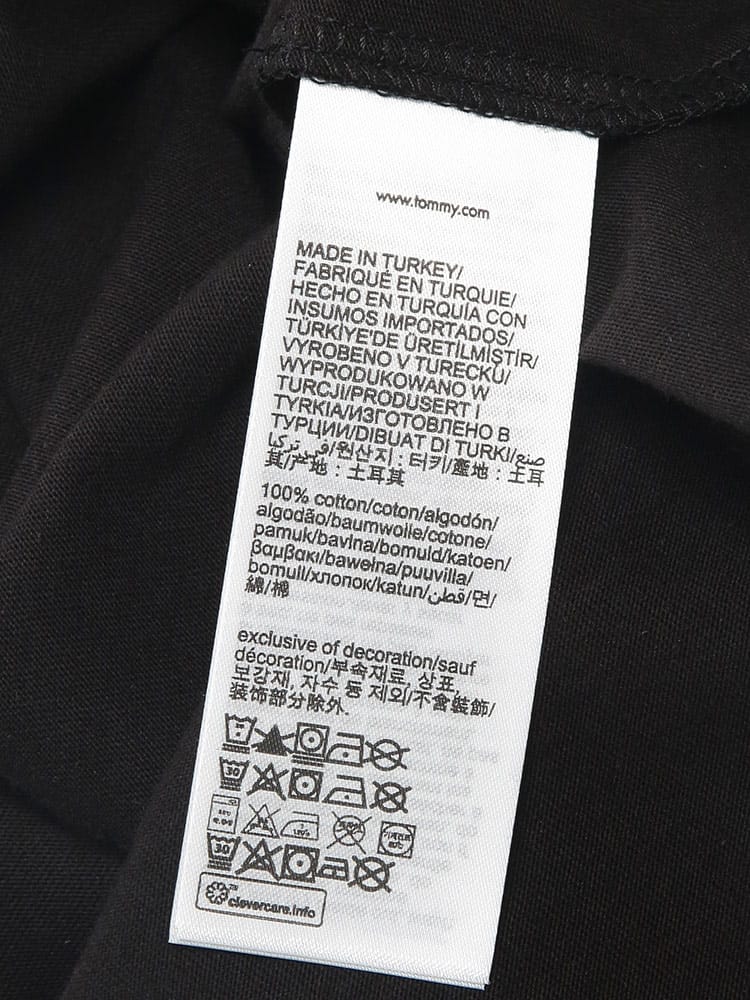 www.tommy.com
MADE IN TURKEY/
FABRIQUÉ EN TURQUIE/
HECHO EN TURQUÍA CON
INSUMOS IMPORTADOS/
TÜRKİYE'DE ÜRETİLMİŞTİR/
VYROBENO V TURECKU/
WYPRODUKOWANO W
TURCJI/PRODUSERT I
TYRKIA/ИЗГОТОВЛЕНО В
ТУРЦИИ/DIBUAT DI TURKI/صنع
في تركيا/원산지 : 터키/產地 : 土耳
其/产地 : 土耳其
100% cotton/coton/algodón/
algodão/baumwolle/cotone/
pamuk/bavlna/bomuld/katoen/
βαμβακι/bawełna/puuvilla/
bomull/хлопок/katun/قطن/면/
綿/棉
exclusive of decoration/sauf
décoration/부속재료, 상표,
보강재, 자수 등 제외/不含裝飾/
装饰部分除外.
30
30
clevercare.info